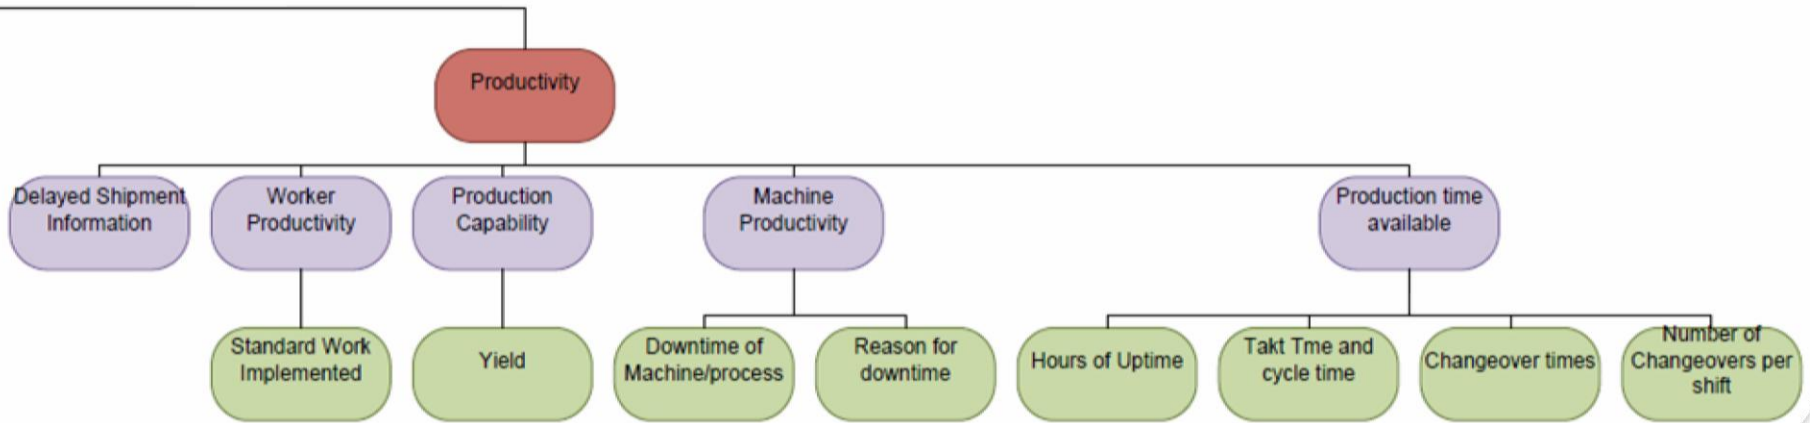 Productivity
Delayed Shipment
Information
Worker
Productivity
Production
Capability
Machine
Productivity
Production time
available
Standard Work
Implemented
Yield
Downtime of
Machine/process
Reason for
downtime
Hours of Uptime
Takt Tme and
cycle time
Changeover times
Number of
Changeovers per
shift